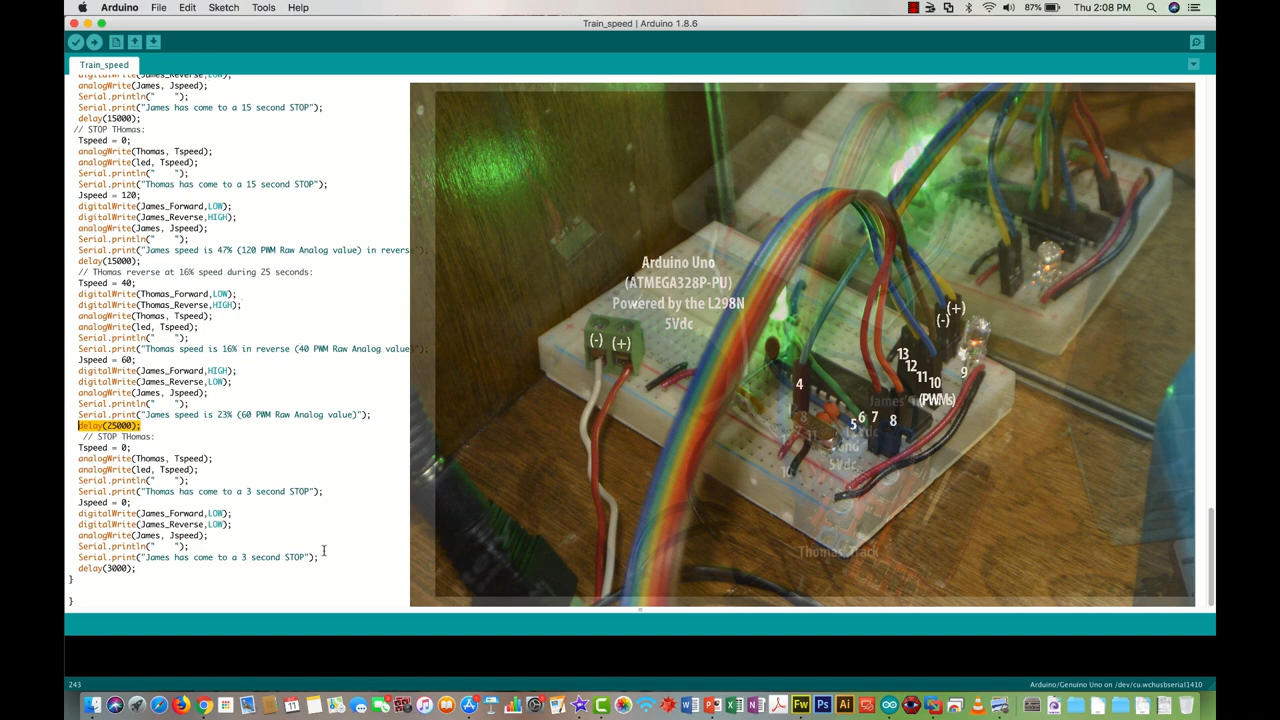 Arduino File Edit Sketch Tools Help 87% Thu 2:08 PM
Train_speed | Arduino 1.8.6
Train_speed
digitalWrite(James_Reverse,LOW);
analogWrite(James, Jspeed);
Serial.println("   ");
Serial.print("James has come to a 15 second STOP");
delay(15000);
// STOP THomas:
Tspeed = 0;
analogWrite(Thomas, Tspeed);
analogWrite(led, Tspeed);
Serial.println("   ");
Serial.print("Thomas has come to a 15 second STOP");
Jspeed = 120;
digitalWrite(James_Forward,LOW);
digitalWrite(James_Reverse,HIGH);
analogWrite(James, Jspeed);
Serial.println("   ");
Serial.print("James speed is 47% (120 PWM Raw Analog value) in reverse");
delay(15000);
// THomas reverse at 16% speed during 25 seconds:
Tspeed = 40;
digitalWrite(Thomas_Forward,LOW);
digitalWrite(Thomas_Reverse,HIGH);
analogWrite(Thomas, Tspeed);
analogWrite(led, Tspeed);
Serial.println("   ");
Serial.print("Thomas speed is 16% in reverse (40 PWM Raw Analog value)");
Jspeed = 60;
digitalWrite(James_Forward,HIGH);
digitalWrite(James_Reverse,LOW);
analogWrite(James, Jspeed);
Serial.println("   ");
Serial.print("James speed is 23% (60 PWM Raw Analog value)");
delay(25000);
// STOP THomas:
Tspeed = 0;
analogWrite(Thomas, Tspeed);
analogWrite(led, Tspeed);
Serial.println("   ");
Serial.print("Thomas has come to a 3 second STOP");
Jspeed = 0;
digitalWrite(James_Forward,LOW);
digitalWrite(James_Reverse,LOW);
analogWrite(James, Jspeed);
Serial.println("   ");
Serial.print("James has come to a 3 second STOP");
delay(3000);
}
}
Arduino Uno
(ATMEGA328P-PU)
Powered by the L298N
5Vdc
(-) (+)
(+)
(-)
13
12
11
10
(PWMs)
9
4
5 6 7 8
5Vdc
Thomas Track
243
Arduino/Genuino Uno on /dev/cu.wchusbserial1410